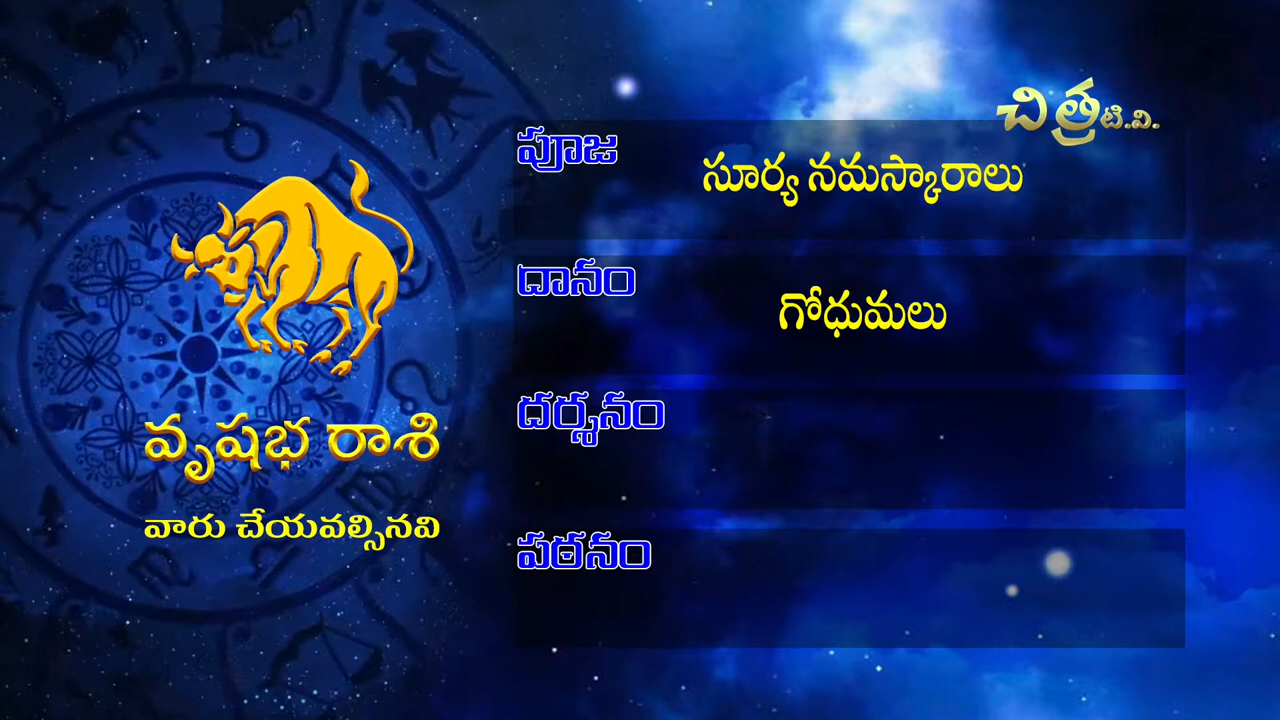 చిత్ర టి.వి.
పూజ
సూర్య నమస్కారాలు
దానం
గోధుమలు
దర్శనం
పఠనం
వృషభ రాశి
వారు చేయవల్సినవి